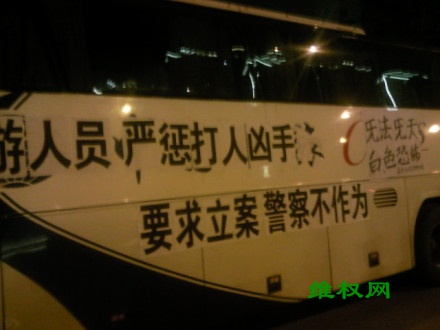 游 人员 严惩打人凶手
无法无天
白色恐怖
要求立案 警察不作为
维权网